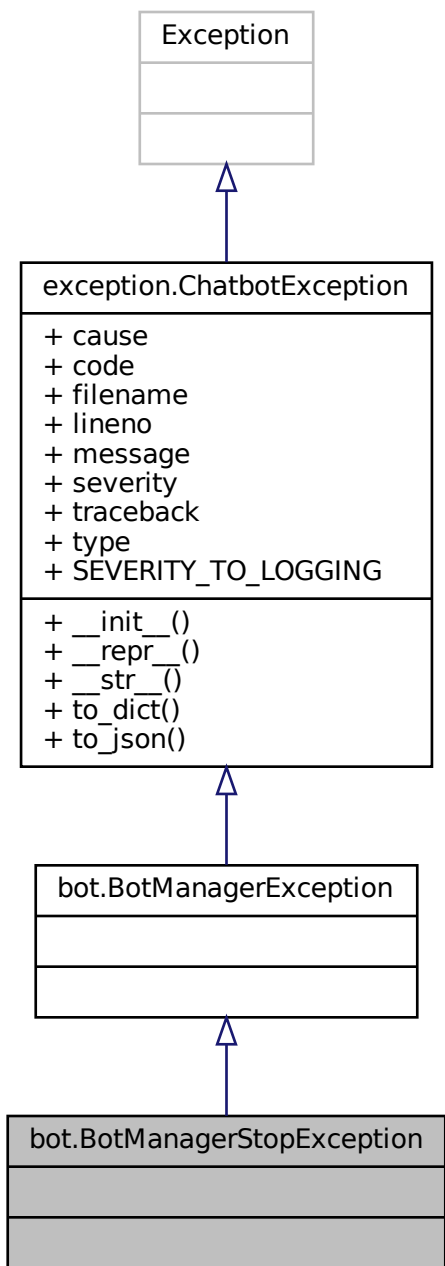 Exception
exception.ChatbotException
+ cause
+ code
+ filename
+ lineno
+ message
+ severity
+ traceback
+ type
+ SEVERITY_TO_LOGGING
+ __init__()
+ __repr__()
+ __str__()
+ to_dict()
+ to_json()
bot.BotManagerException
bot.BotManagerStopException